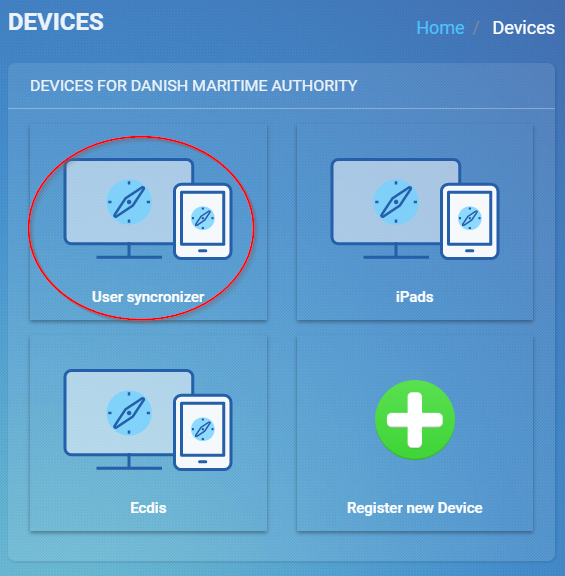 DEVICES
Home / Devices
DEVICES FOR DANISH MARITIME AUTHORITY
User syncronizer
iPads
Ecdis
Register new Device